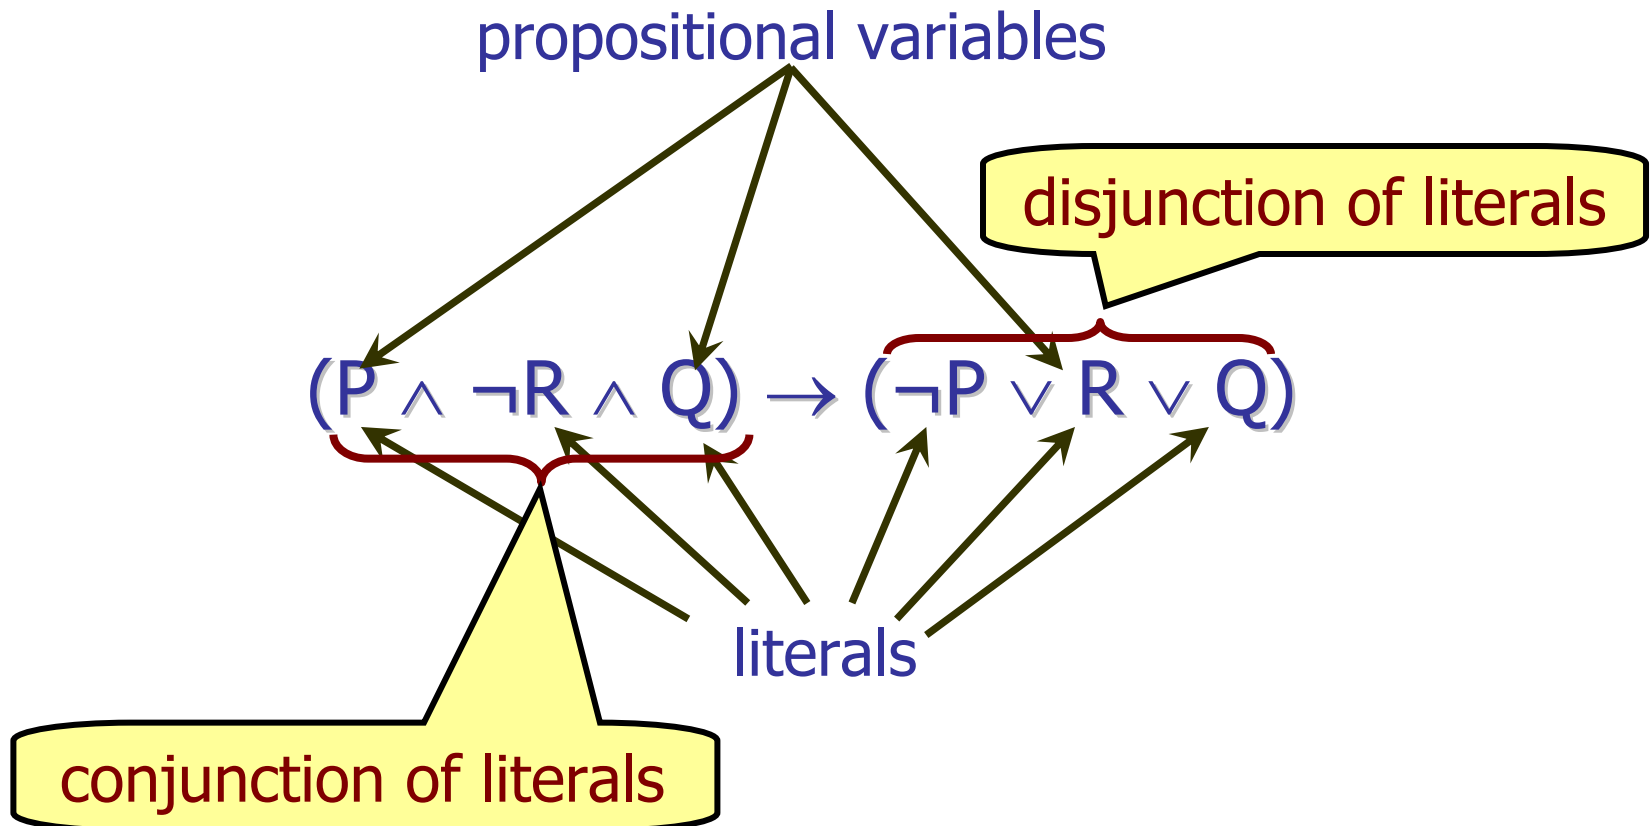 propositional variables
disjunction of literals
(P ∧ ¬R ∧ Q) → (¬P ∨ R ∨ Q)
literals
conjunction of literals